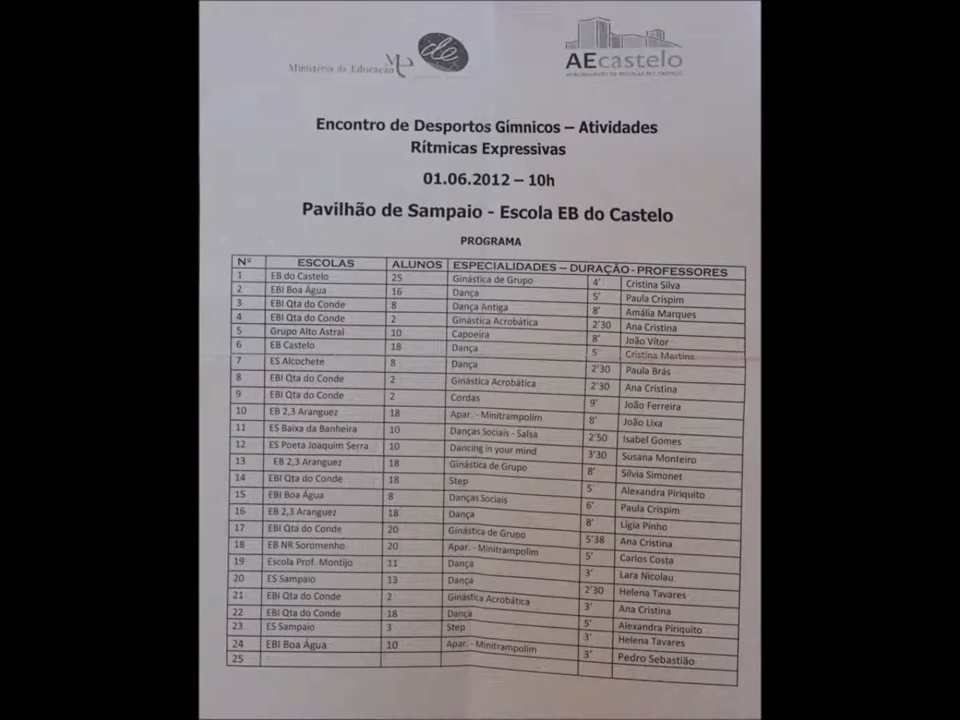 Ministério da Educação
de
AEcastelo
AGRUPAMENTO DE ESCOLAS DO CASTELO
Encontro de Desportos Gímnicos – Atividades
Rítmicas Expressivas
01.06.2012 – 10h
Pavilhão de Sampaio - Escola EB do Castelo
PROGRAMA
Nº ESCOLAS ALUNOS ESPECIALIDADES – DURAÇÃO - PROFESSORES
1 EB do Castelo 25 Ginástica de Grupo 4' Cristina Silva
2 EBI Boa Água 16 Dança 5' Paula Crispim
3 EBI Qta do Conde 8 Dança Antiga 8' Amália Marques
4 EBI Qta do Conde 2 Ginástica Acrobática 2'30 Ana Cristina
5 Grupo Alto Astral 10 Capoeira 8' João Vítor
6 EB Castelo 18 Dança 5' Cristina Martins
7 ES Alcochete 8 Dança 2'30 Paula Brás
8 EBI Qta do Conde 2 Ginástica Acrobática 2'30 Ana Cristina
9 EBI Qta do Conde 2 Cordas 9' João Ferreira
10 EB 2,3 Aranguez 18 Apar. - Minitrampolim 8' João Lixa
11 ES Baixa da Banheira 10 Danças Sociais - Salsa 2'50 Isabel Gomes
12 ES Poeta Joaquim Serra 10 Dancing in your mind 3'30 Susana Monteiro
13 EB 2,3 Aranguez 18 Ginástica de Grupo 8' Sílvia Simonet
14 EBI Qta do Conde 18 Step 5 Alexandra Piriquito
15 EBI Boa Água 8 Danças Sociais 6' Paula Crispim
16 EB 2,3 Aranguez 18 Dança 8' Lígia Pinho
17 EBI Qta do Conde 20 Ginástica de Grupo 5'38 Ana Cristina
18 EB NR Soromenho 20 Apar. - Minitrampolim 5' Carlos Costa
19 Escola Prof. Montijo 11 Dança 3' Lara Nicolau
20 ES Sampaio 13 Dança 2'30 Helena Tavares
21 EBI Qta do Conde 2 Ginástica Acrobática 3' Ana Cristina
22 EBI Qta do Conde 18 Dança 5' Alexandra Piriquito
23 ES Sampaio 3 Step 3' Helena Tavares
24 EBI Boa Água 10 Apar. - Minitrampolim 3' Pedro Sebastião
25